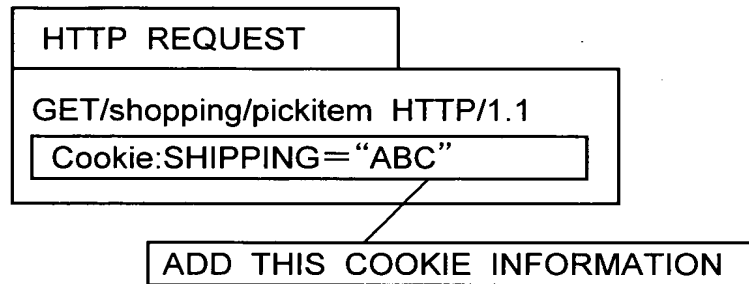 HTTP REQUEST
GET/shopping/pickitem HTTP/1.1
Cookie:SHIPPING="ABC"
ADD THIS COOKIE INFORMATION